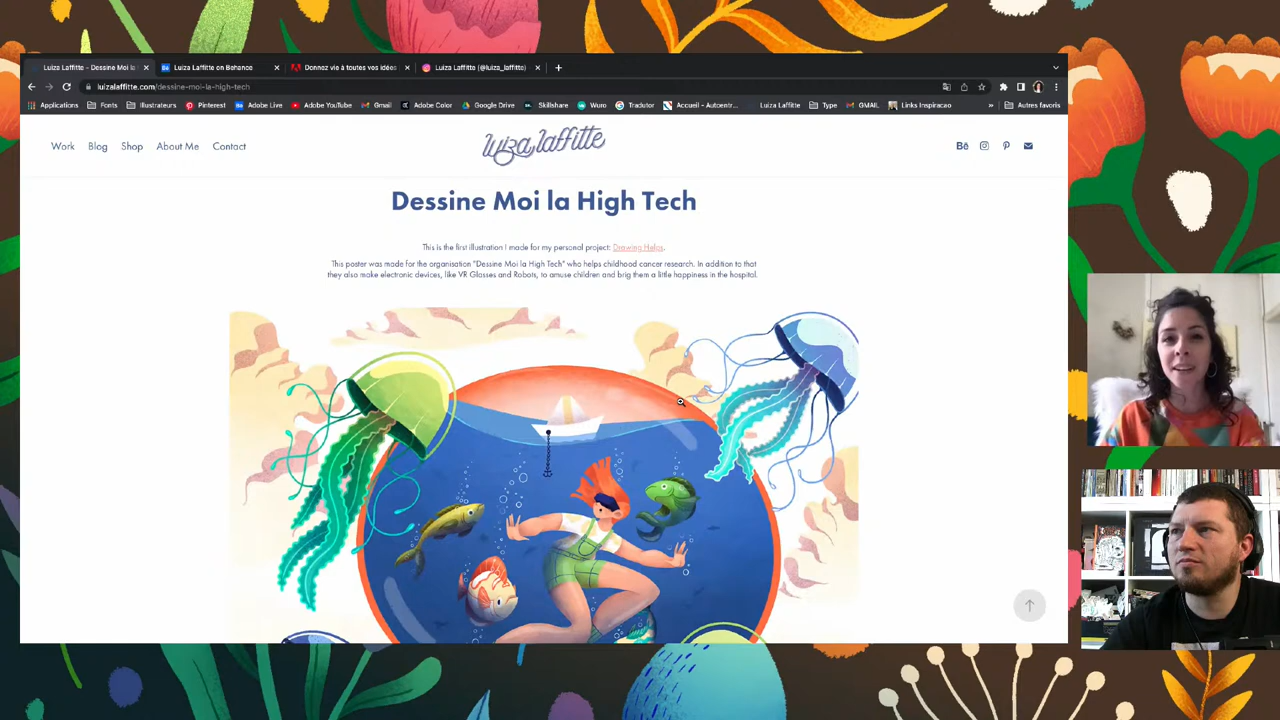 Luiza Laffitte - Dessine Moi la
Luiza Laffitte on Behance
Donnez vie à toutes vos idées
Luiza Laffitte (@luiza_laffitte)
luizalaffitte.com/dessine-moi-la-high-tech
Applications
Fonts
Illustrateurs
Pinterest
Adobe Live
Adobe YouTube
Gmail
Adobe Color
Google Drive
Skillshare
Wuro
Tradutor
Accueil - Autoentr...
Luiza Laffitte
Type
GMAIL
Links Inspiracao
»
Autres favoris
Work
Blog
Shop
About Me
Contact
luiza laffitte
Bē
Dessine Moi la High Tech
This is the first illustration I made for my personal project: Drawing Helps.
This poster was made for the organisation "Dessine Moi la High Tech" who helps childhood cancer research. In addition to that
they also make electronic devices, like VR Glasses and Robots, to amuse children and brig them a little happiness in the hospital.